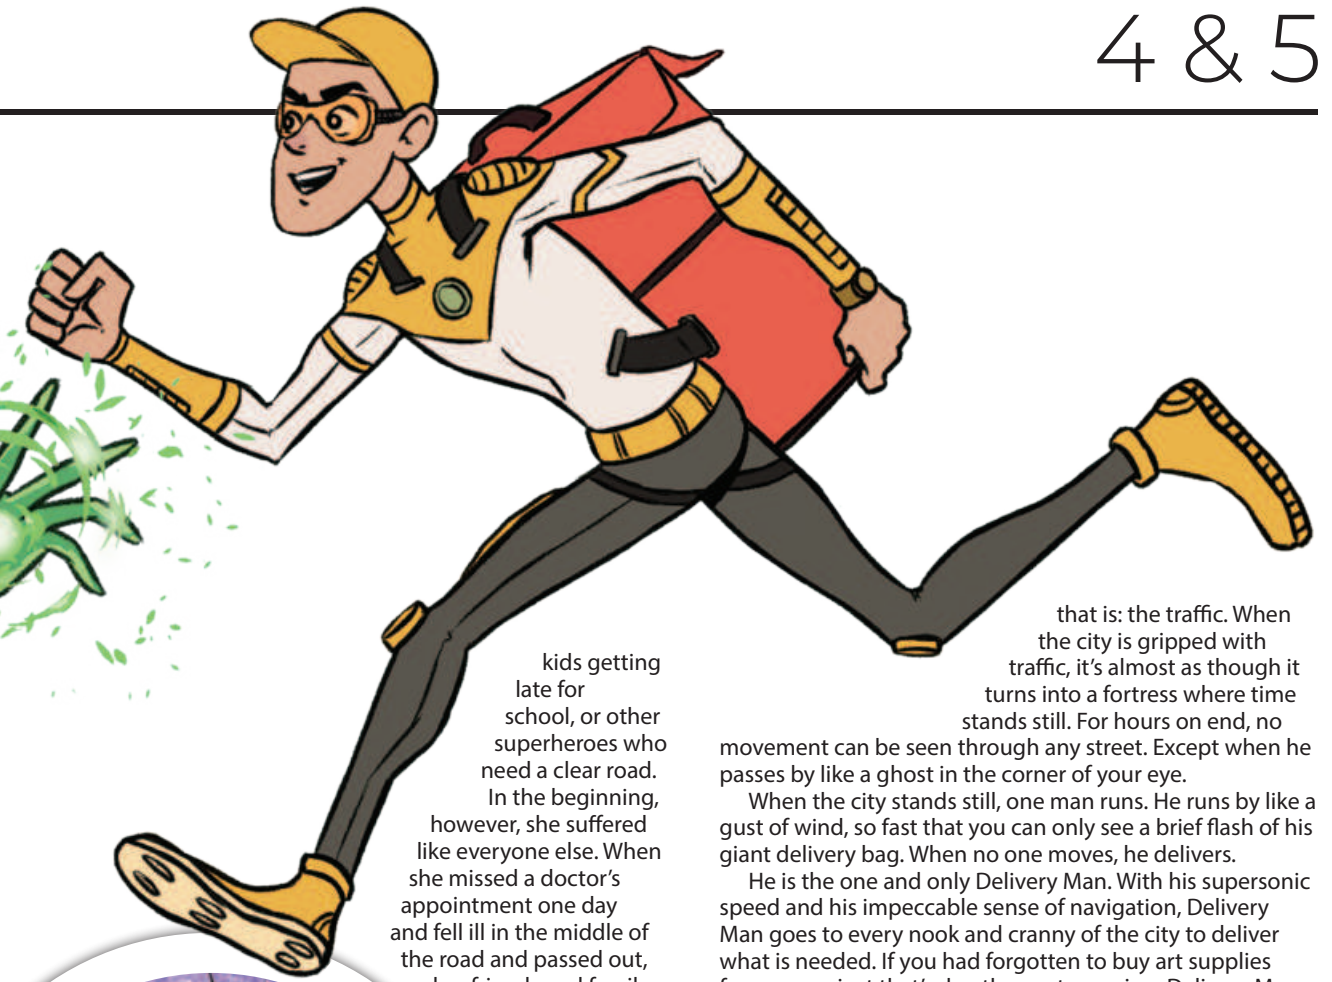 4 & 5
kids getting
late for
school, or other
superheroes who
need a clear road.
In the beginning,
however, she suffered
like everyone else. When
she missed a doctor's
appointment one day
and fell ill in the middle of
the road and passed out,
that is: the traffic. When
the city is gripped with
traffic, it's almost as though it
turns into a fortress where time
stands still. For hours on end, no
movement can be seen through any street. Except when he
passes by like a ghost in the corner of your eye.
When the city stands still, one man runs. He runs by like a
gust of wind, so fast that you can only see a brief flash of his
giant delivery bag. When no one moves, he delivers.
He is the one and only Delivery Man. With his supersonic
speed and his impeccable sense of navigation, Delivery
Man goes to every nook and cranny of the city to deliver
what is needed. If you had forgotten to buy art supplies